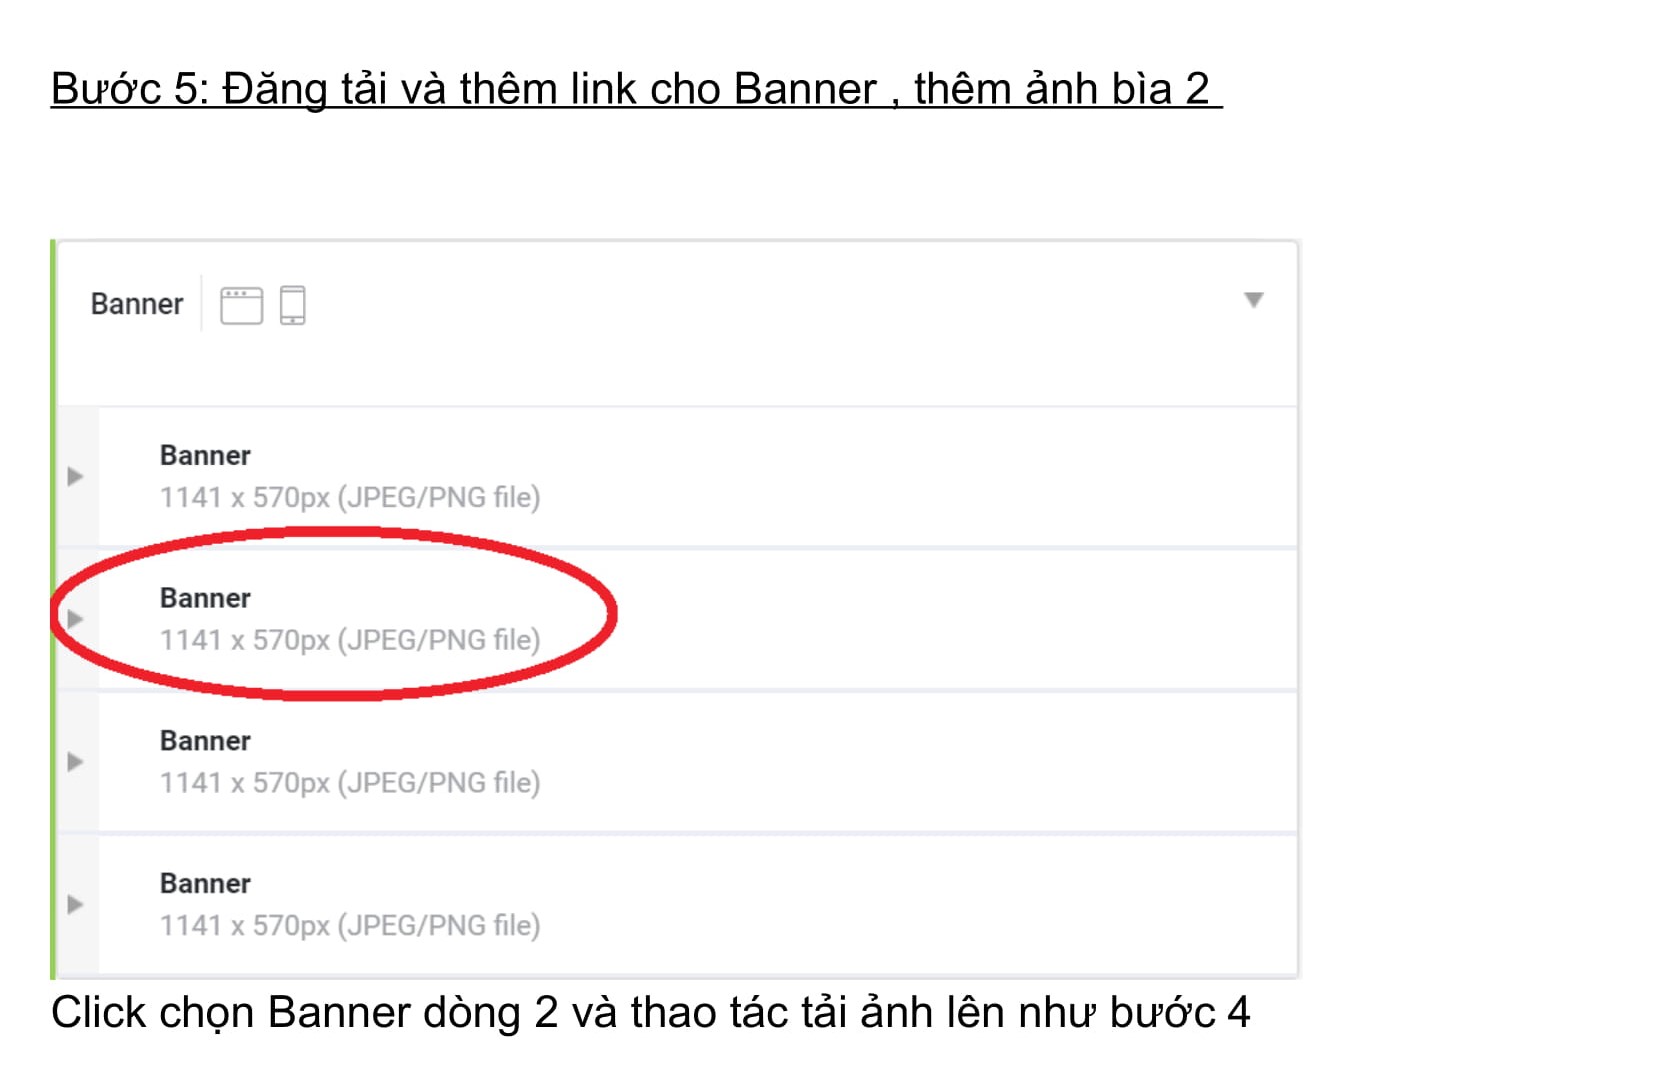 Bước 5: Đăng tải và thêm link cho Banner , thêm ảnh bìa 2
Banner
Banner
1141 x 570px (JPEG/PNG file)
Banner
1141 x 570px (JPEG/PNG file)
Banner
1141 x 570px (JPEG/PNG file)
Banner
1141 x 570px (JPEG/PNG file)
Click chọn Banner dòng 2 và thao tác tải ảnh lên như bước 4